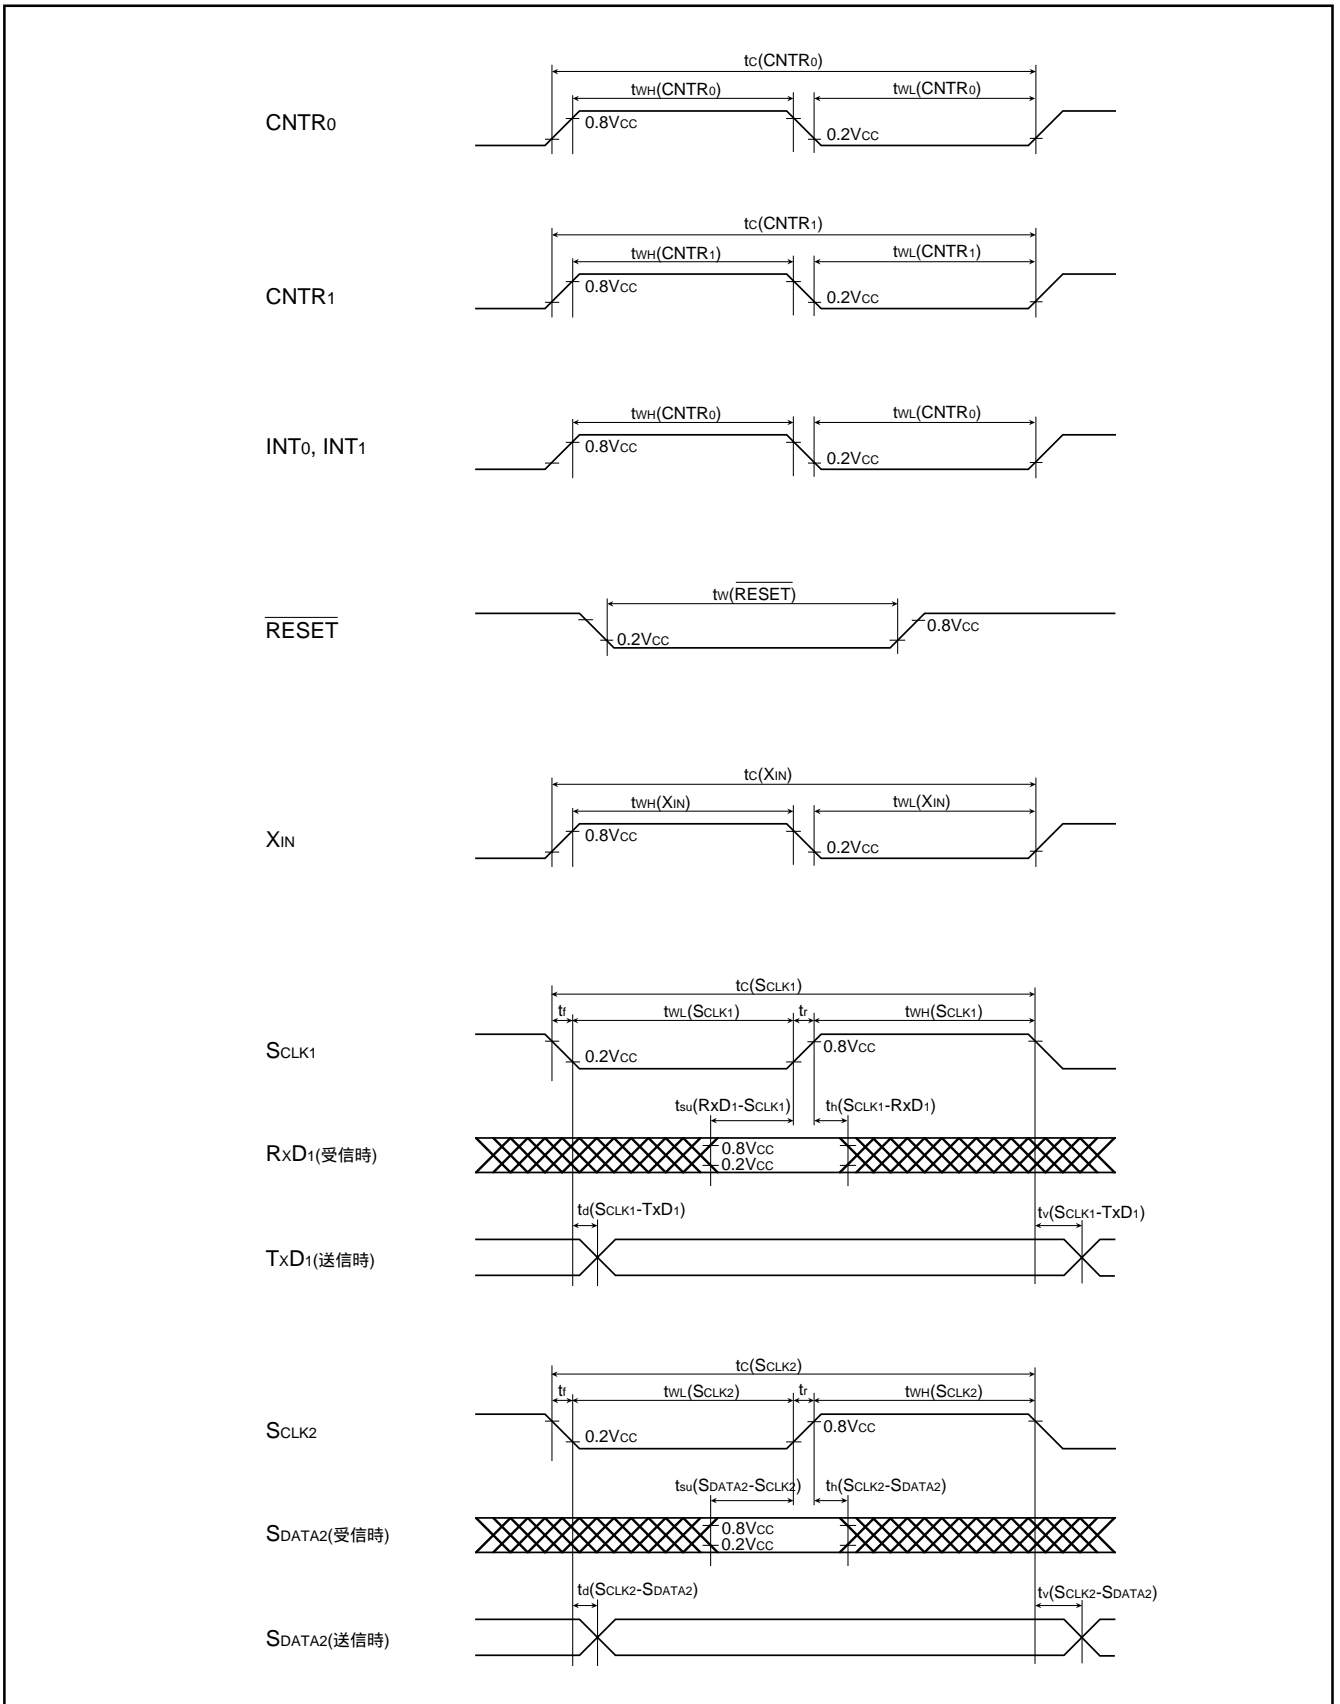 tC(CNTR0)
tWH(CNTR0) tWL(CNTR0)
CNTR0 0.8VCC 0.2VCC
tC(CNTR1)
tWH(CNTR1) tWL(CNTR1)
CNTR1 0.8VCC 0.2VCC
tWH(CNTR0) tWL(CNTR0)
INT0, INT1 0.8VCC 0.2VCC
tW(RESET)
RESET 0.2VCC 0.8VCC
tC(XIN)
tWH(XIN) tWL(XIN)
XIN 0.8VCC 0.2VCC
tC(SCLK1)
tf tWL(SCLK1) tr tWH(SCLK1)
SCLK1 0.2VCC 0.8VCC
tsu(RxD1-SCLK1) th(SCLK1-RxD1)
RXD1(受信時) 0.8VCC
0.2VCC
td(SCLK1-TxD1) tv(SCLK1-TxD1)
TXD1(送信時)
tC(SCLK2)
tf tWL(SCLK2) tr tWH(SCLK2)
SCLK2 0.2VCC 0.8VCC
tsu(SDATA2-SCLK2) th(SCLK2-SDATA2)
SDATA2(受信時) 0.8VCC
0.2VCC
td(SCLK2-SDATA2) tv(SCLK2-SDATA2)
SDATA2(送信時)